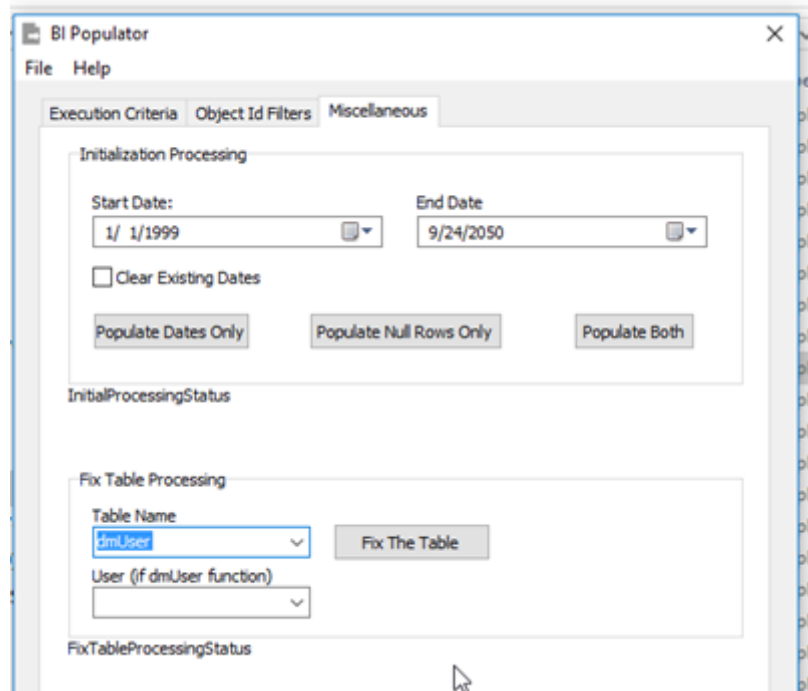 BI Populator
File Help
Execution Criteria Object Id Filters Miscellaneous
Initialization Processing
Start Date: End Date
1/ 1/1999 9/24/2050
Clear Existing Dates
Populate Dates Only Populate Null Rows Only Populate Both
InitialProcessingStatus
Fix Table Processing
Table Name
dmUser Fix The Table
User (if dmUser function)
FixTableProcessingStatus